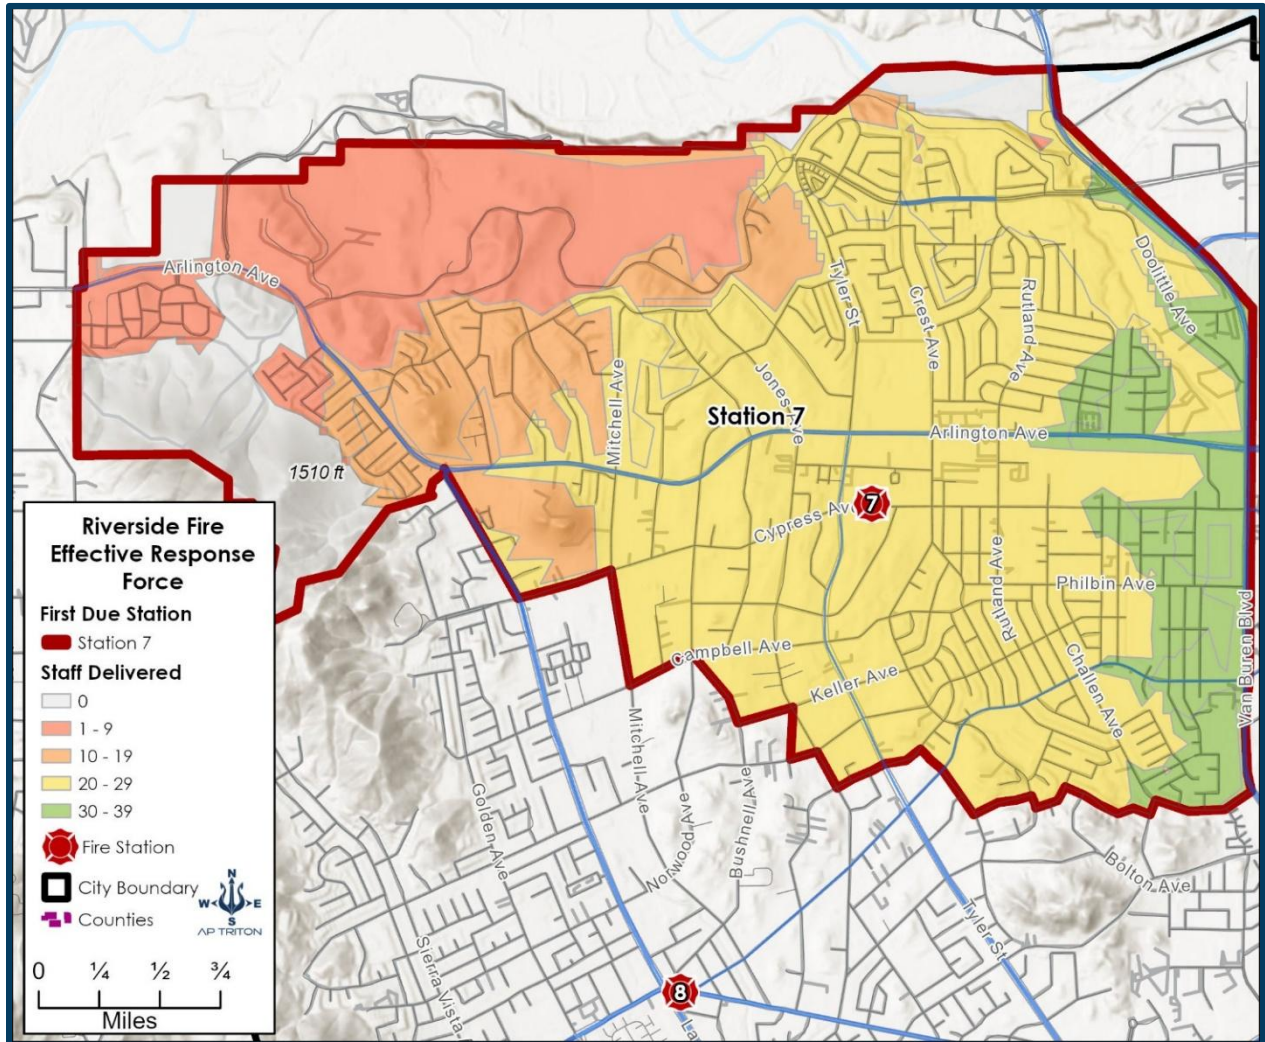 Arlington Ave
Tyler St
Crest Ave
Rutland Ave
Doolittle Ave
Mitchell Ave
Jones Ave
Station 7
Arlington Ave
1510 ft
7
Cypress Ave
Rutland Ave
Philbin Ave
Campbell Ave
Keller Ave
Challen Ave
Van Buren Blvd
Mitchell Ave
Golden Ave
Norwood Ave
Bushnell Ave
Bolton Ave
Tyler St
Sierra Vista
8
La
Riverside Fire
Effective Response
Force
First Due Station
Station 7
Staff Delivered
0
1 - 9
10 - 19
20 - 29
30 - 39
Fire Station
City Boundary
Counties
N
W E
S
AP TRITON
0 ¼ ½ ¾
Miles